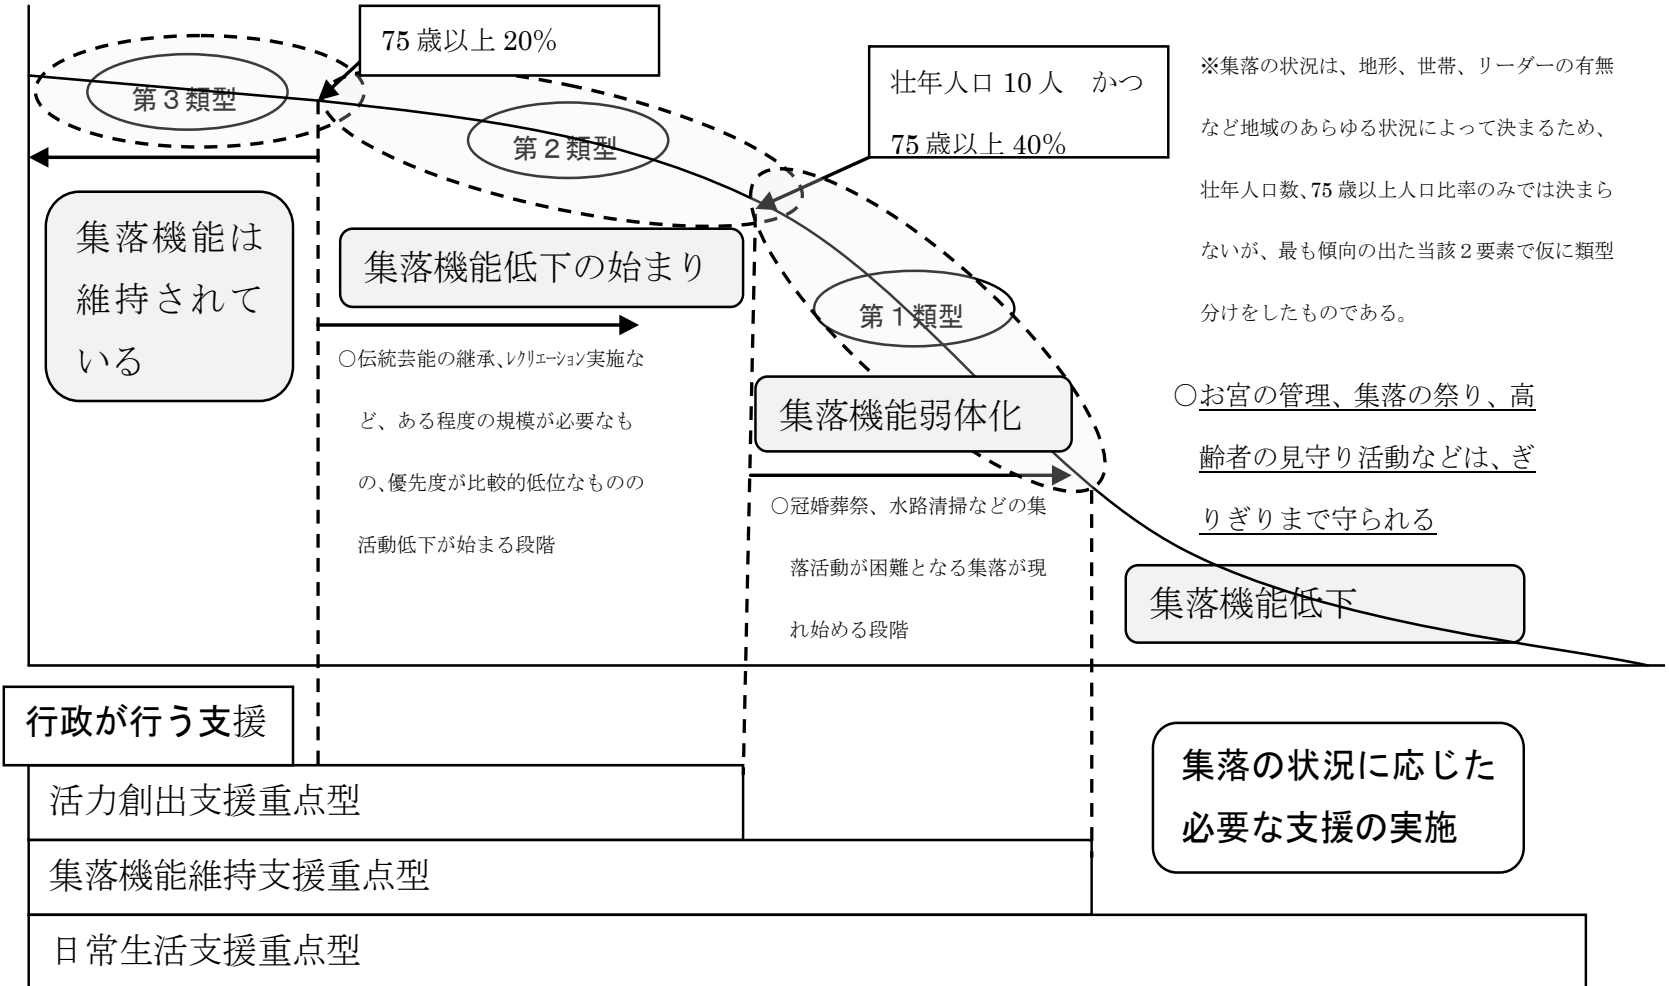 75歳以上20％
第３類型
第２類型
壮年人口10人　かつ
75歳以上40％
※集落の状況は、地形、世帯、リーダーの有無
など地域のあらゆる状況によって決まるため、
壮年人口数、75歳以上人口比率のみでは決まら
ないが、最も傾向の出た当該２要素で仮に類型
分けをしたものである。
集落機能は
維持されて
いる
集落機能低下の始まり
○伝統芸能の継承、ﾚｸﾘｴｰｼｮﾝ実施な
ど、ある程度の規模が必要なも
の、優先度が比較的低位なものの
活動低下が始まる段階
第１類型
集落機能弱体化
○冠婚葬祭、水路清掃などの集
落活動が困難となる集落が現
れ始める段階
○お宮の管理、集落の祭り、高
齢者の見守り活動などは、ぎ
りぎりまで守られる
集落機能低下
行政が行う支援
活力創出支援重点型
集落機能維持支援重点型
日常生活支援重点型
集落の状況に応じた
必要な支援の実施